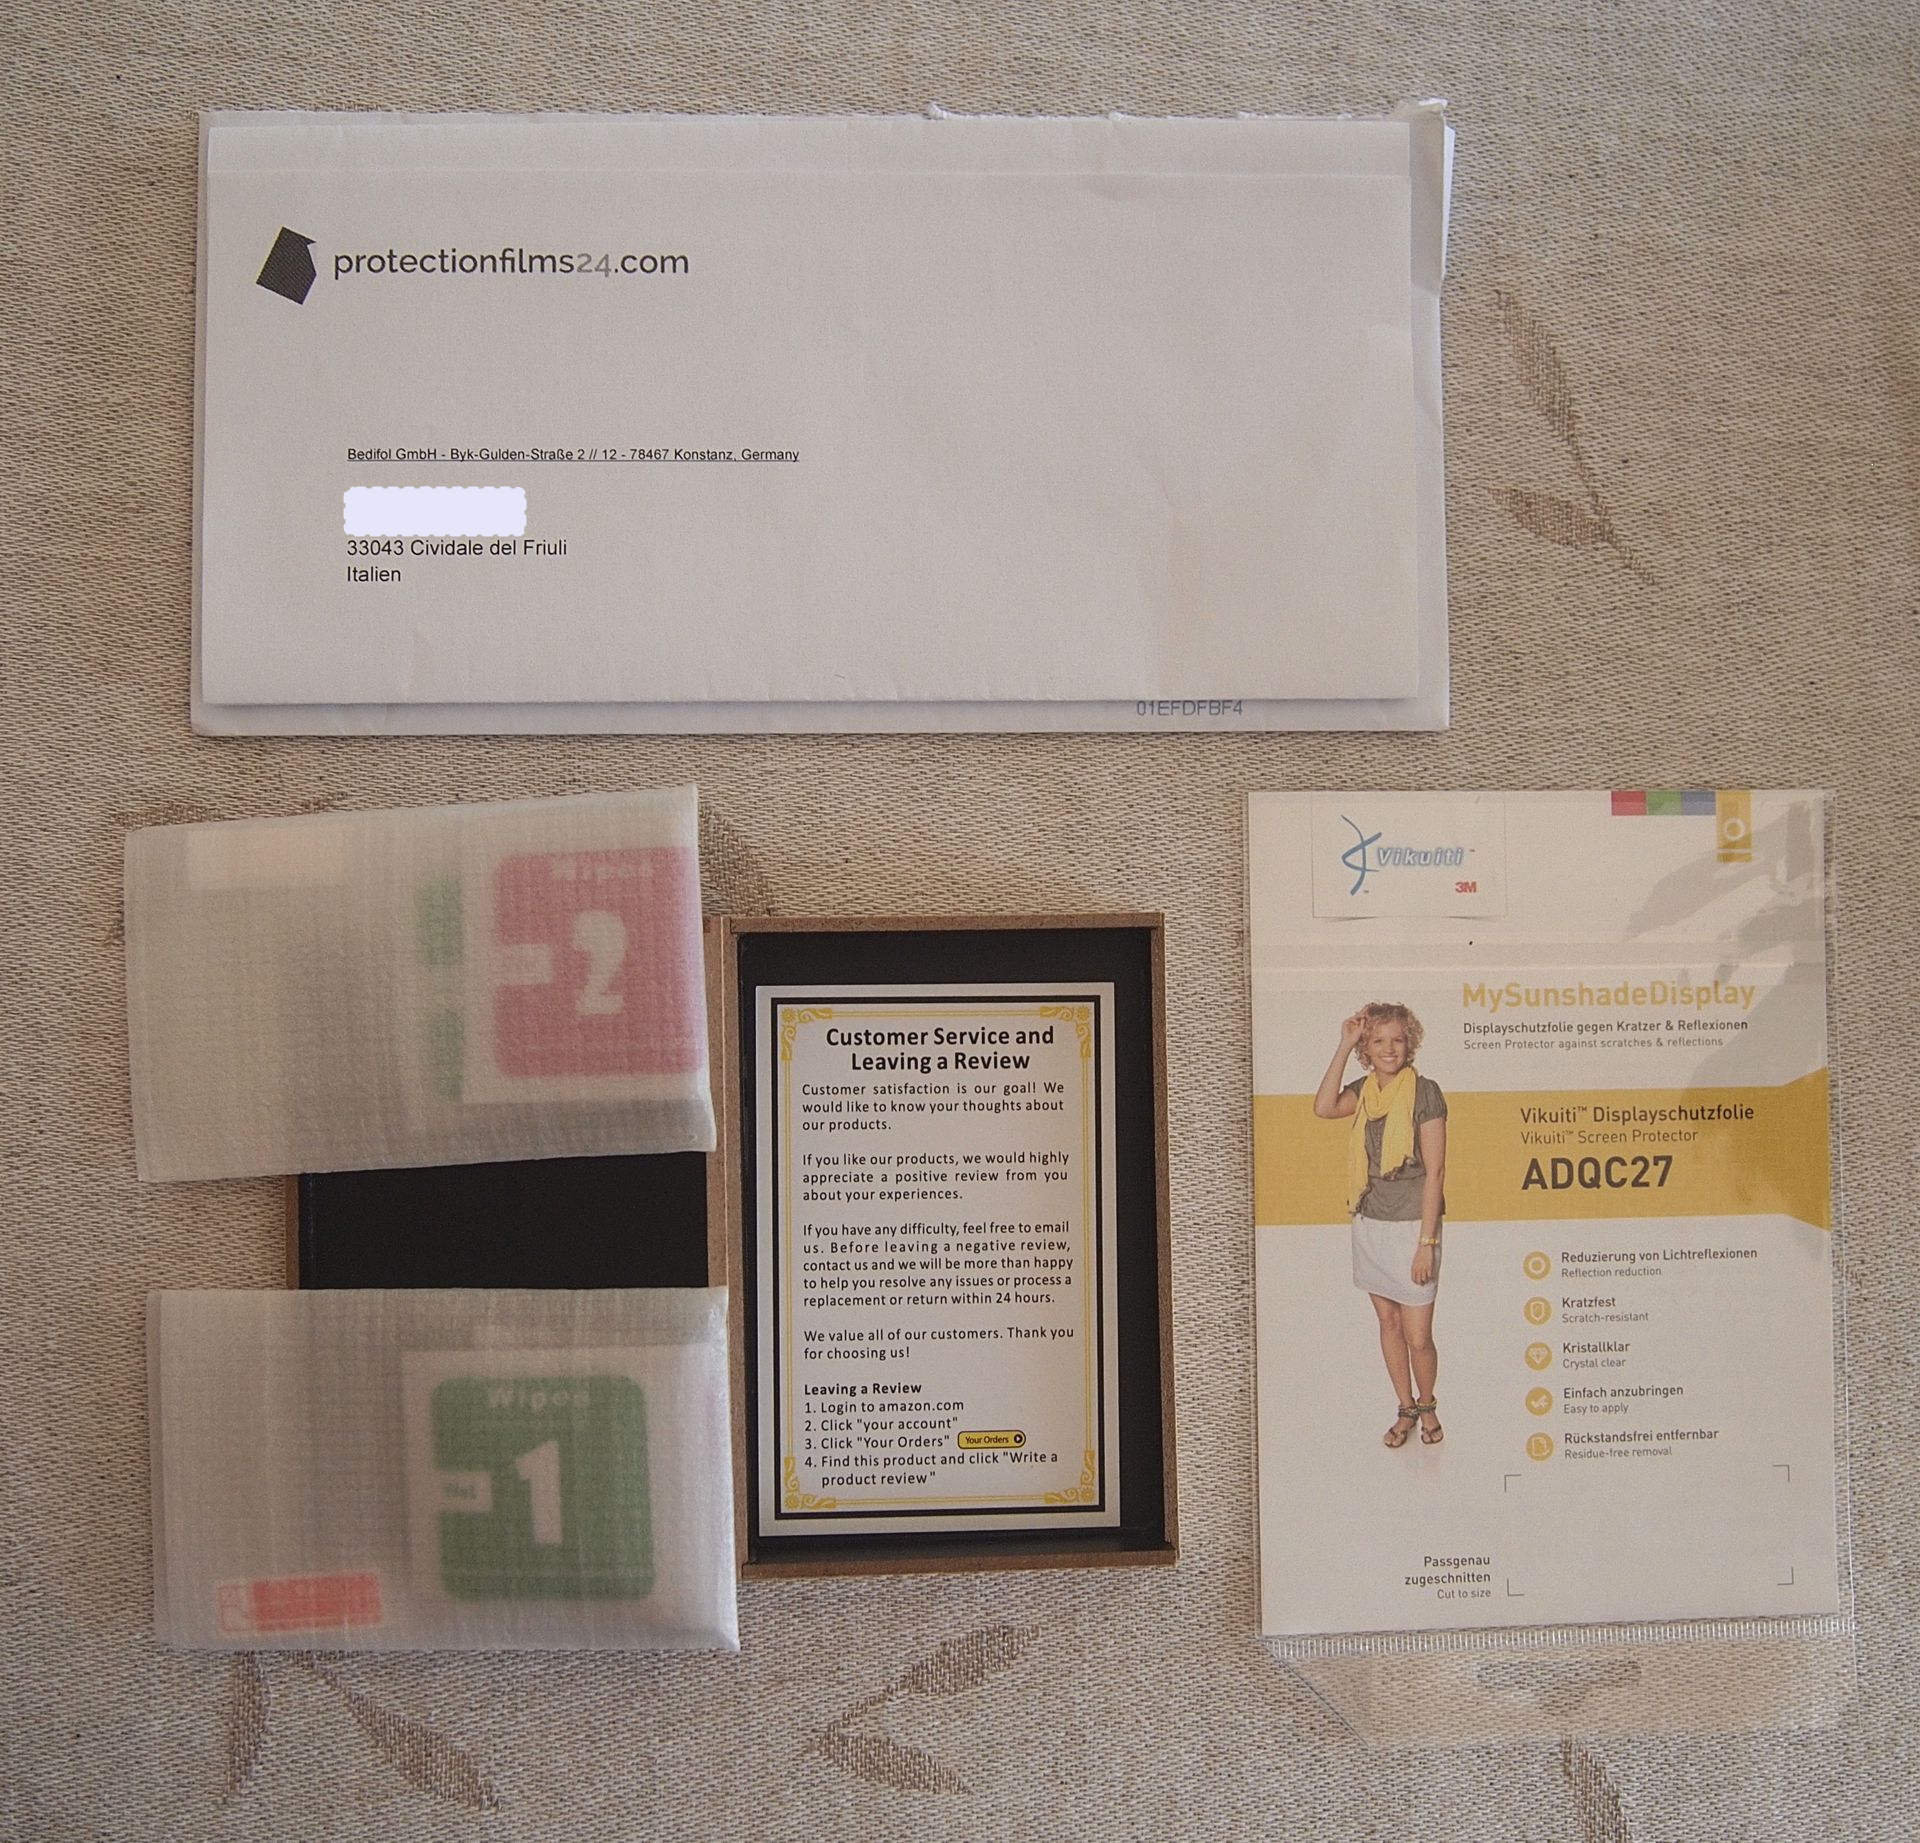 protectionfilms24.com
Bedifol GmbH - Byk-Gulden-Straße 2 // 12 - 78467 Konstanz, Germany
33043 Cividale del Friuli
Italien
01EFDFBF4
Wipes
2
Customer Service and
Leaving a Review
Customer satisfaction is our goal! We
would like to know your thoughts about
our products.
If you like our products, we would highly
appreciate a positive review from you
about your experiences.
If you have any difficulty, feel free to email
us. Before leaving a negative review,
contact us and we will be more than happy
to help you resolve any issues or process a
replacement or return within 24 hours.
We value all of our customers. Thank you
for choosing us!
Leaving a Review
1. Login to amazon.com
2. Click "your account"
3. Click "Your Orders" Your Orders
4. Find this product and click "Write a
product review"
Wipes
Wet
1
Vikuiti™
3M
MySunshadeDisplay
Displayschutzfolie gegen Kratzer & Reflexionen
Screen Protector against scratches & reflections
Vikuiti™ Displayschutzfolie
Vikuiti™ Screen Protector
ADQC27
Reduzierung von Lichtreflexionen
Reflection reduction
Kratzfest
Scratch-resistant
Kristallklar
Crystal clear
Einfach anzubringen
Easy to apply
Rückstandsfrei entfernbar
Residue-free removal
Passgenau
zugeschnitten
Cut to size